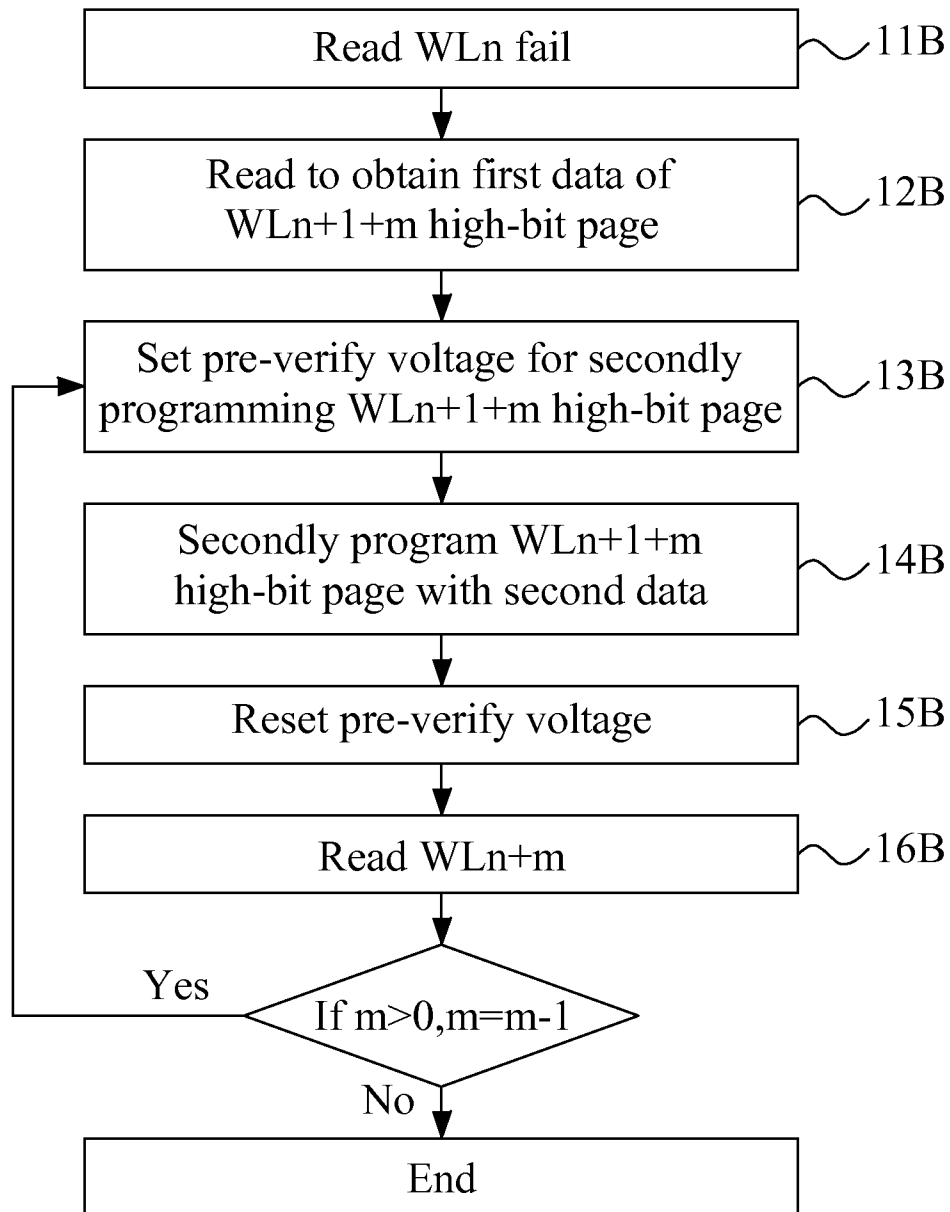 Read WLn fail
11B
Read to obtain first data of
WLn+1+m high-bit page
12B
Set pre-verify voltage for secondly
programming WLn+1+m high-bit page
13B
Secondly program WLn+1+m
high-bit page with second data
14B
Reset pre-verify voltage
15B
Read WLn+m
16B
Yes
If m>0,m=m-1
No
End